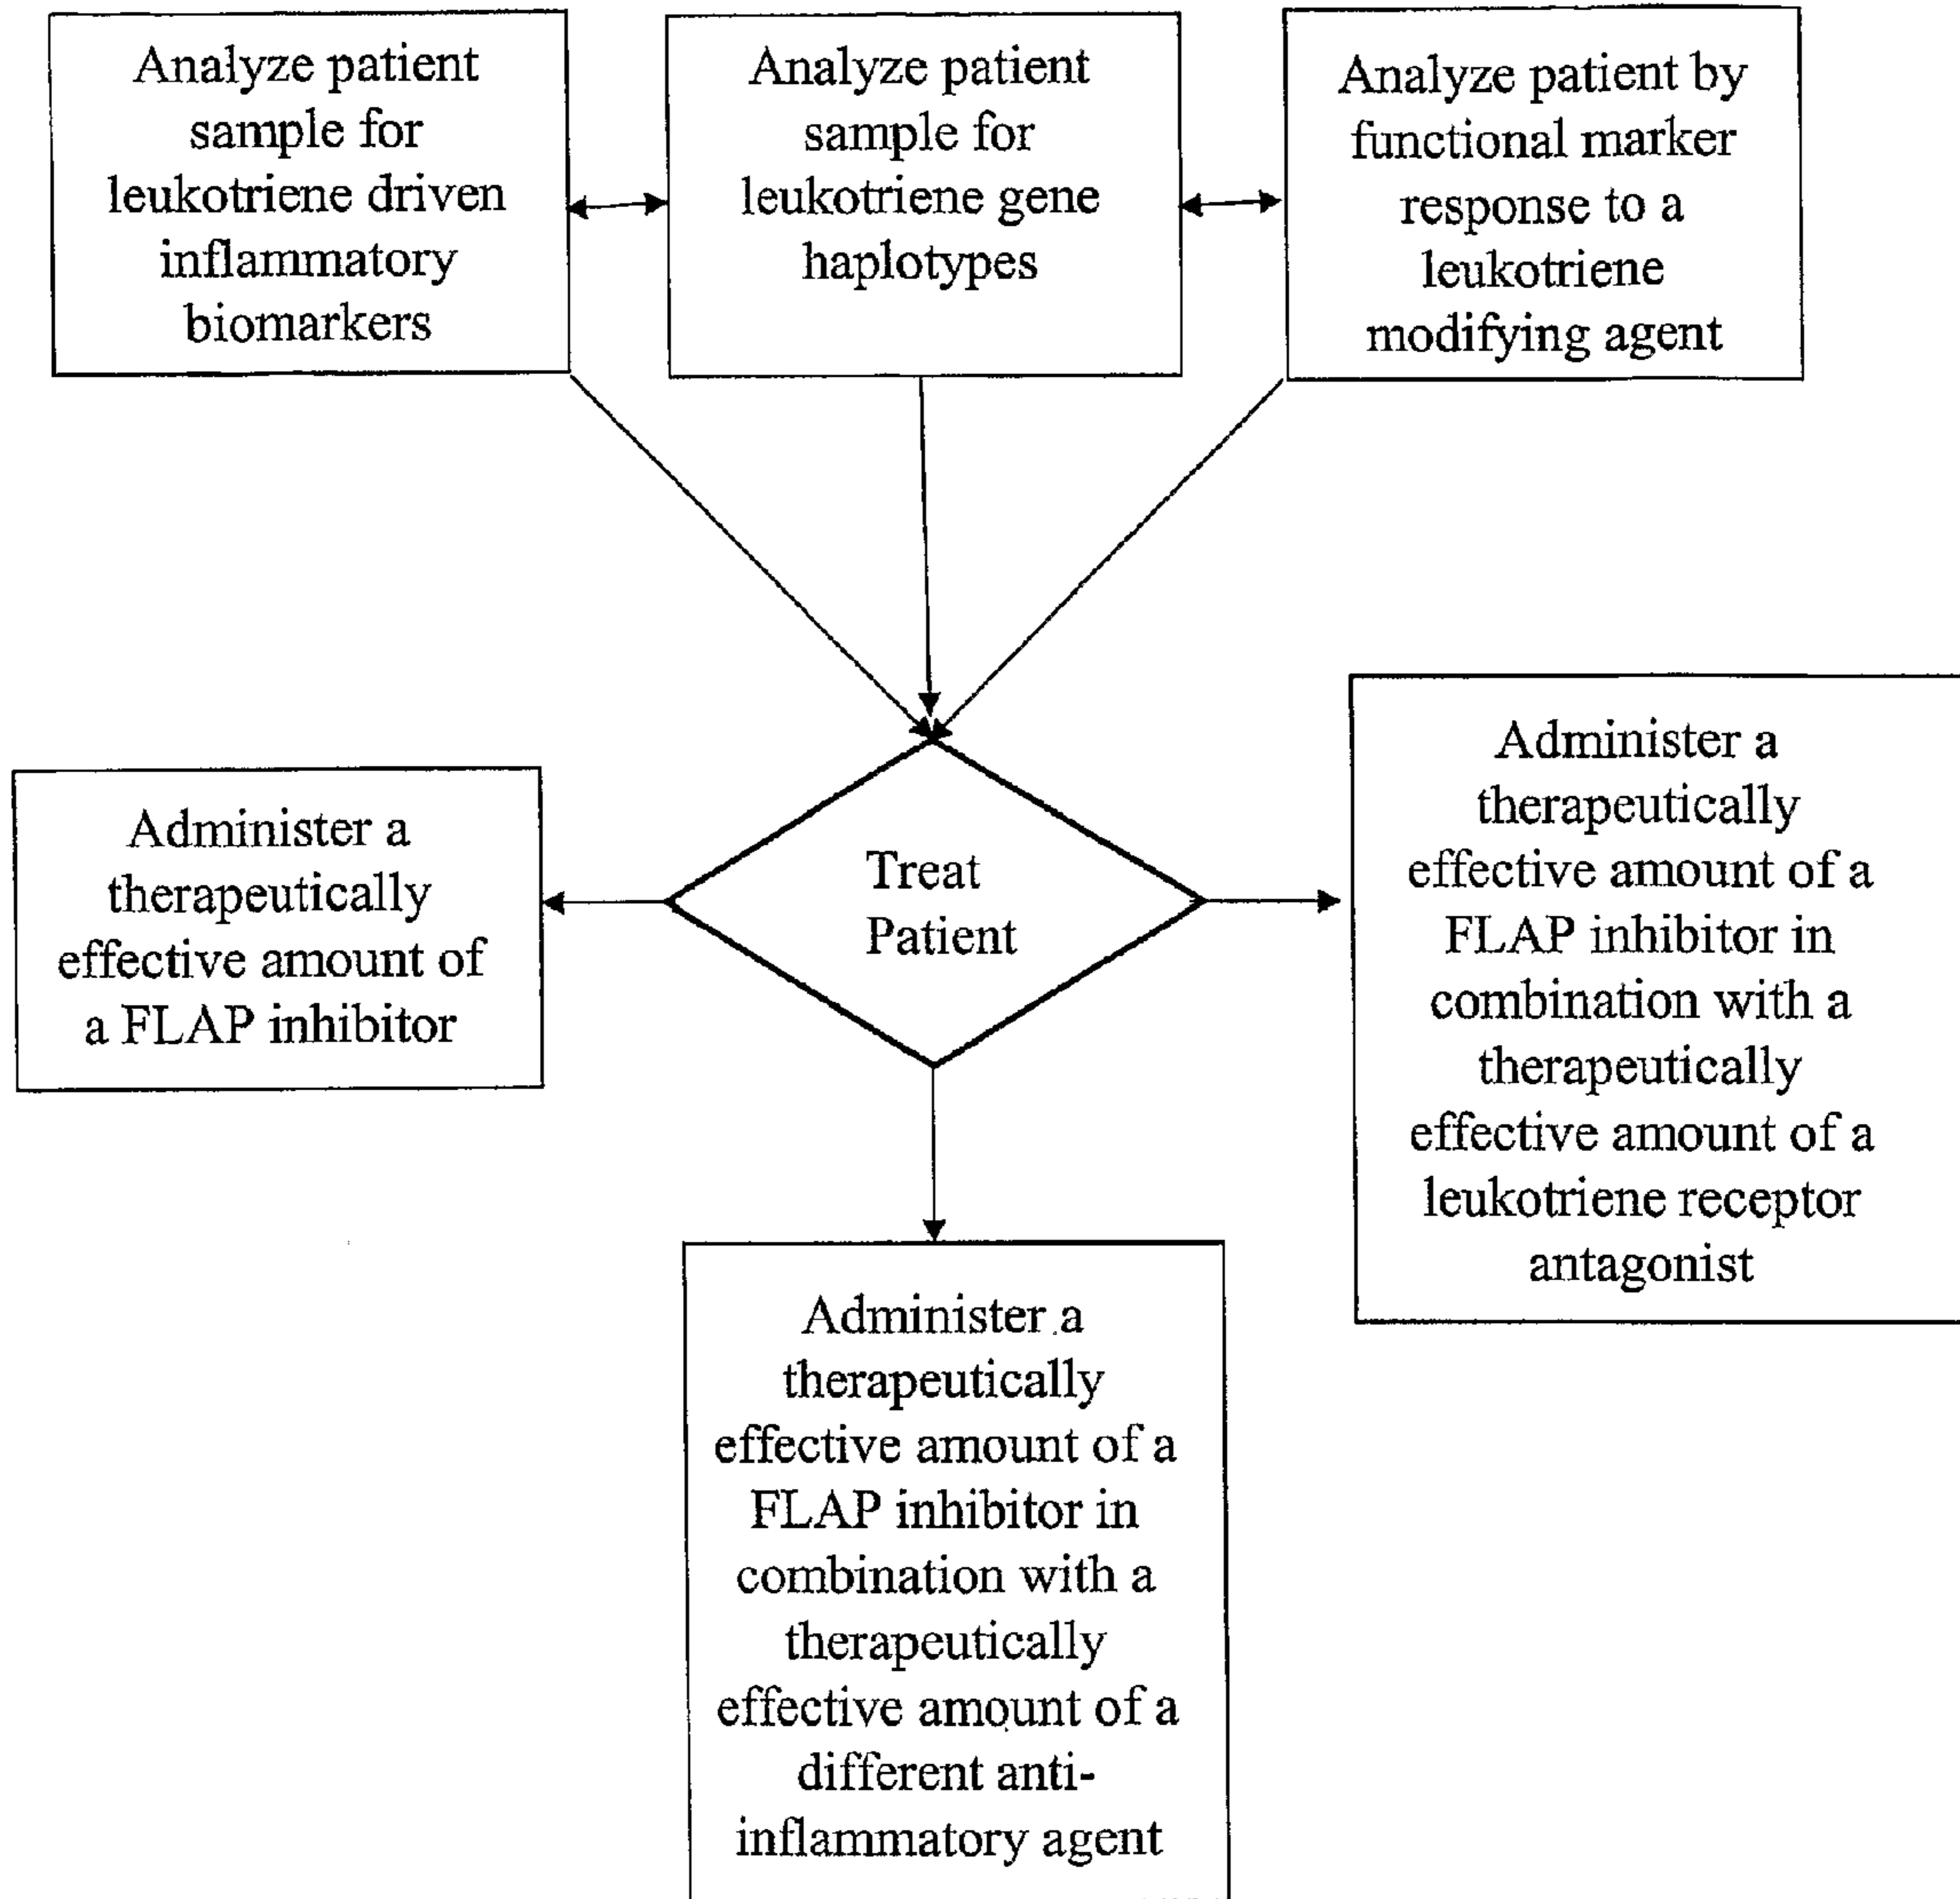 Analyze patient
sample for
leukotriene driven
inflammatory
biomarkers
Analyze patient
sample for
leukotriene gene
haplotypes
Analyze patient by
functional marker
response to a
leukotriene
modifying agent
Administer a
therapeutically
effective amount of
a FLAP inhibitor
Treat
Patient
Administer a
therapeutically
effective amount of a
FLAP inhibitor in
combination with a
therapeutically
effective amount of a
leukotriene receptor
antagonist
Administer a
therapeutically
effective amount of a
FLAP inhibitor in
combination with a
therapeutically
effective amount of a
different anti-
inflammatory agent